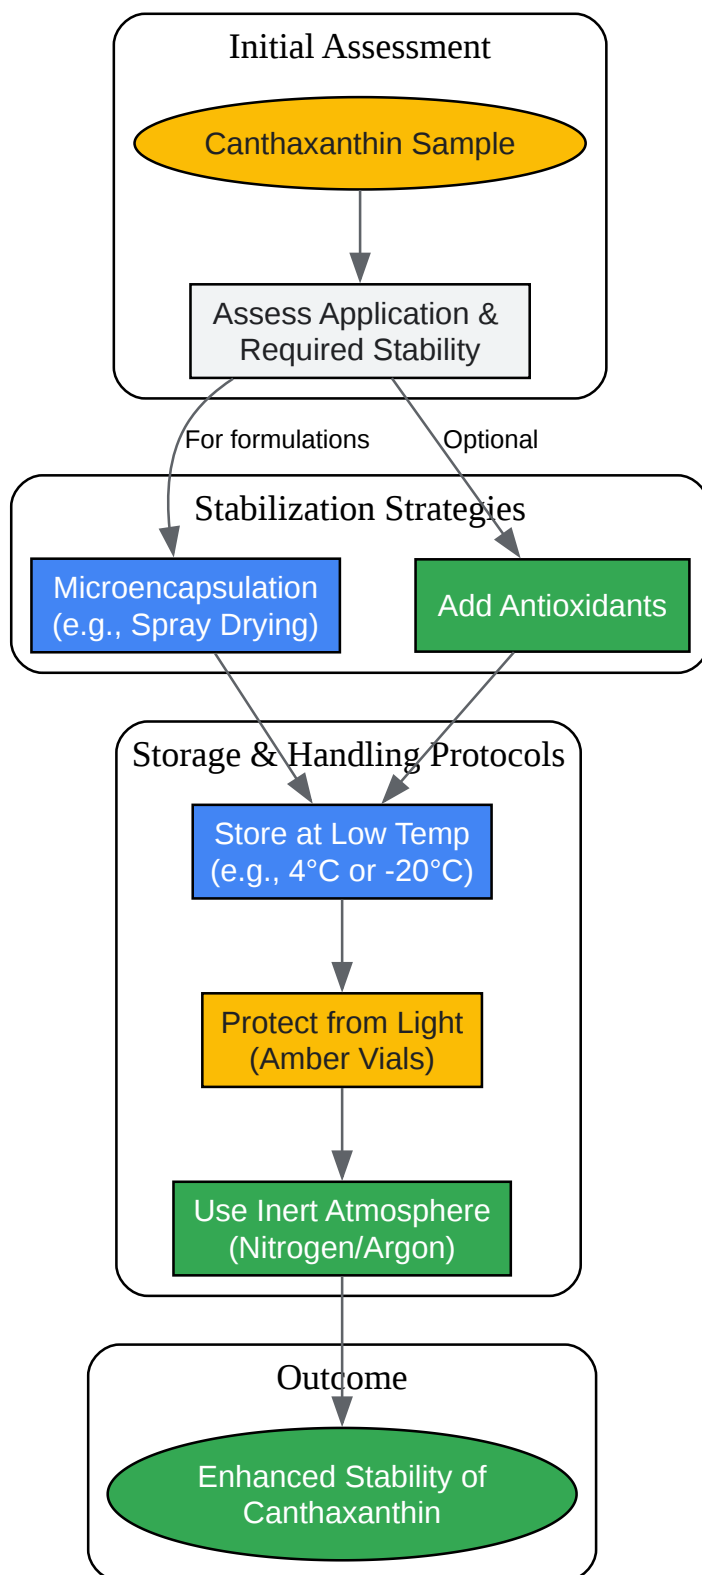 Initial Assessment
Canthaxanthin Sample
Assess Application &
Required Stability
For formulations
Optional
Stabilization Strategies
Microencapsulation
(e.g., Spray Drying)
Add Antioxidants
Storage & Handling Protocols
Store at Low Temp
(e.g., 4°C or -20°C)
Protect from Light
(Amber Vials)
Use Inert Atmosphere
(Nitrogen/Argon)
Outcome
Enhanced Stability of
Canthaxanthin